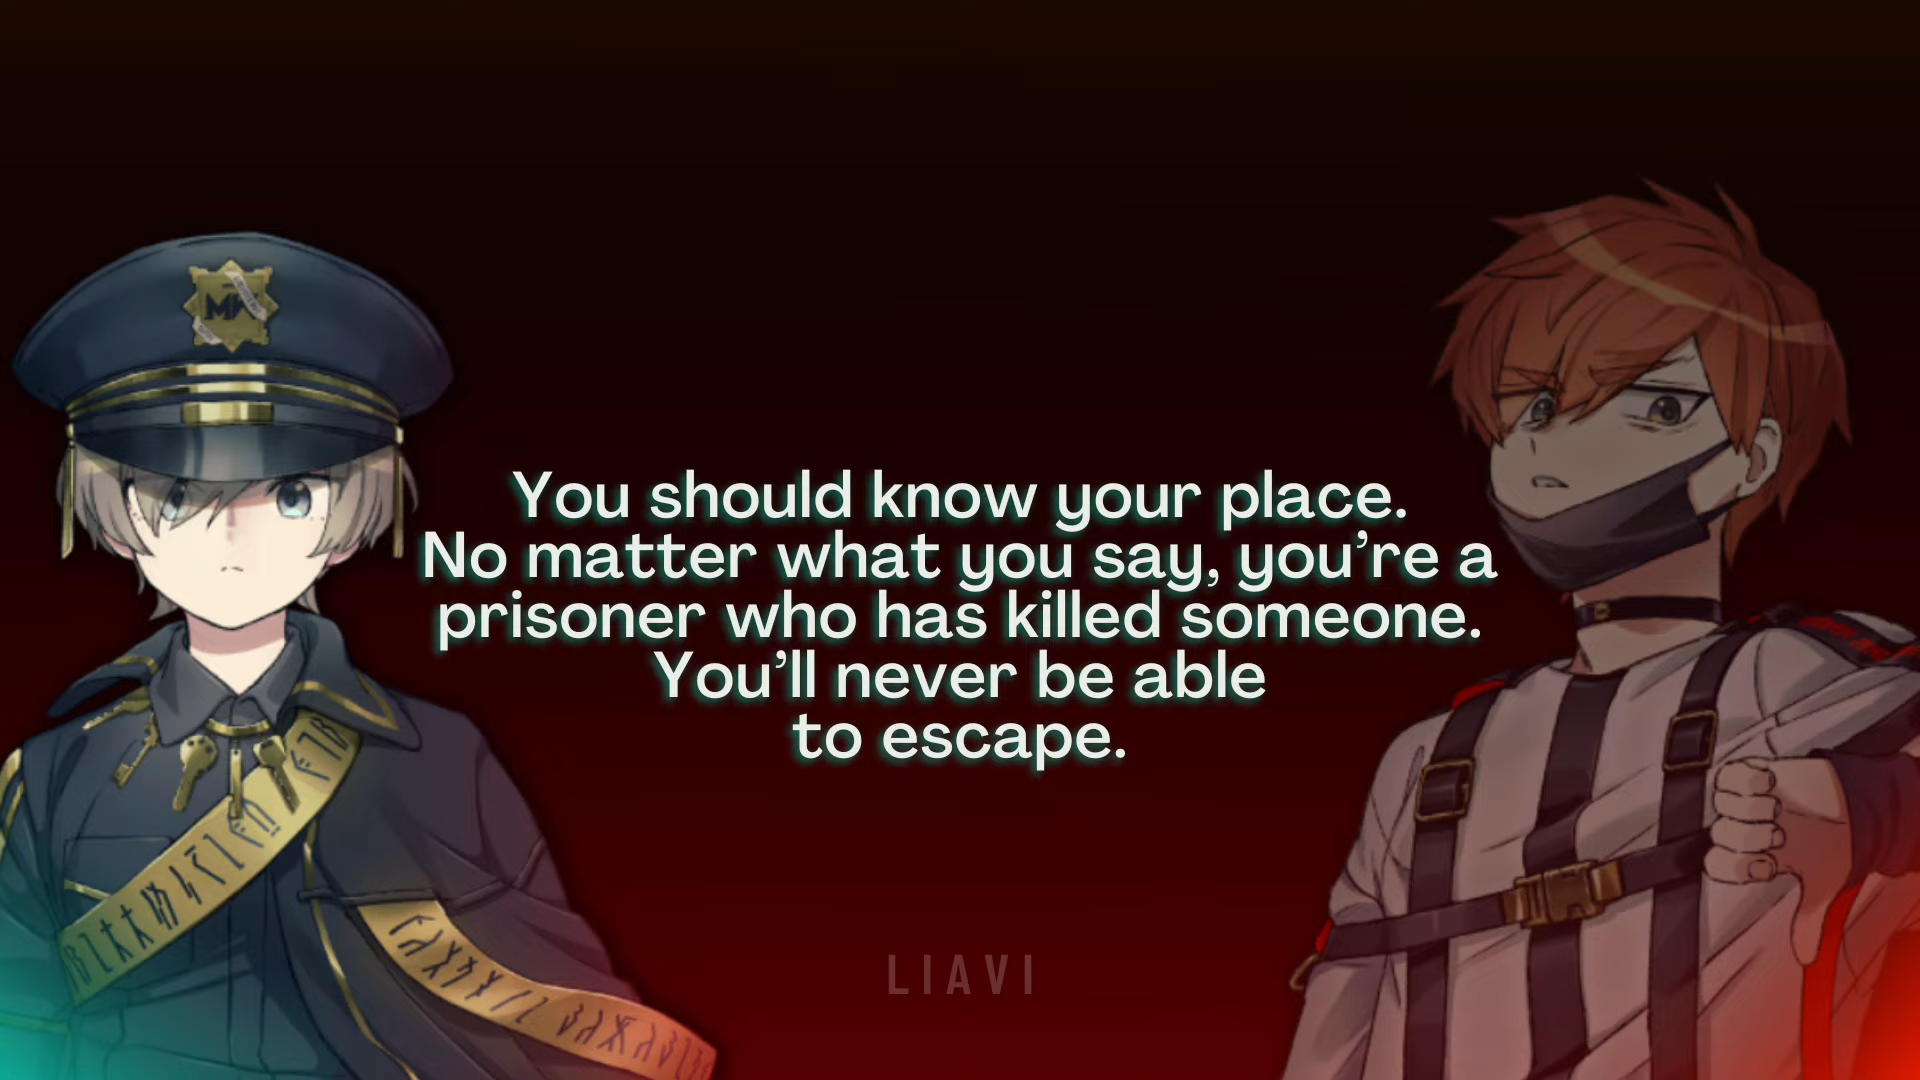 You should know your place.
No matter what you say, you’re a
prisoner who has killed someone.
You’ll never be able
to escape.
LIAVI